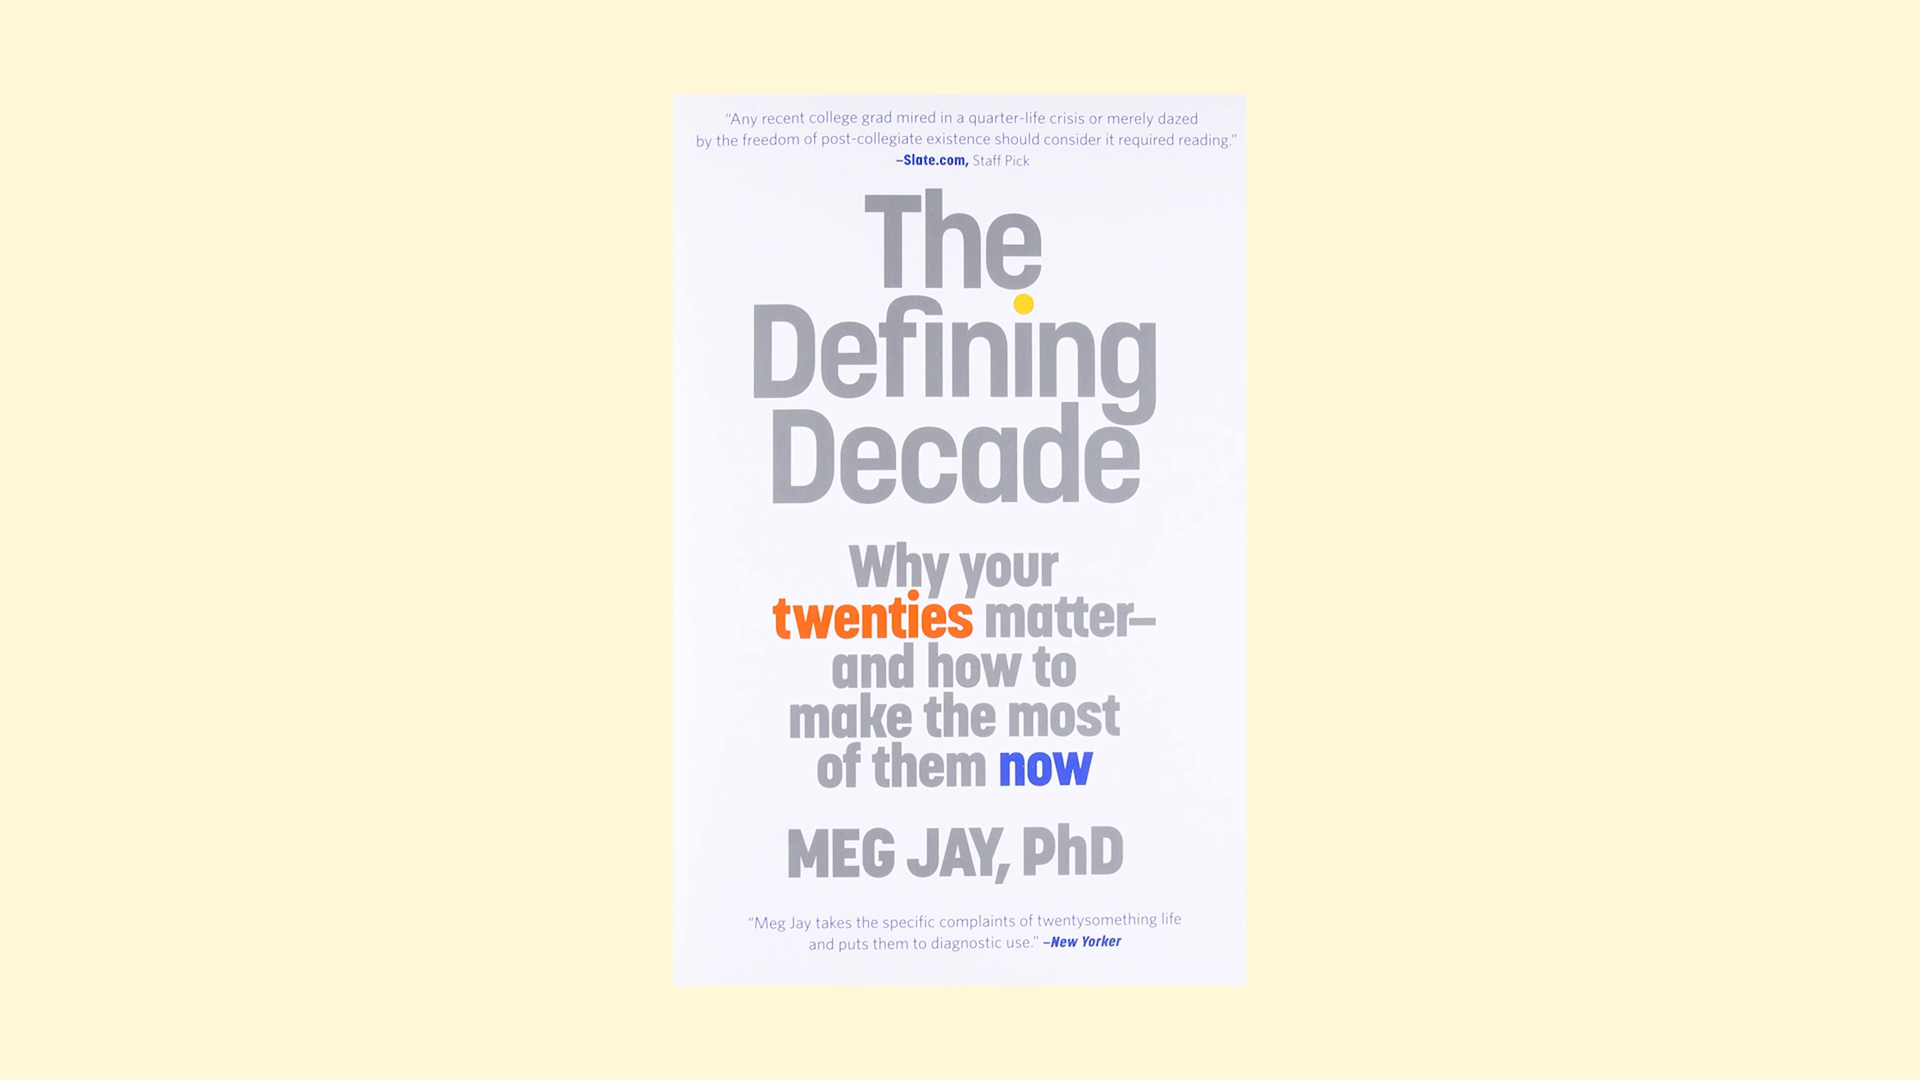 “Any recent college grad mired in a quarter-life crisis or merely dazed
by the freedom of post-collegiate existence should consider it required reading.”
–Slate.com, Staff Pick
The
Defining
Decade
Why your
twenties matter–
and how to
make the most
of them now
MEG JAY, PhD
“Meg Jay takes the specific complaints of twentysomething life
and puts them to diagnostic use.” –New Yorker